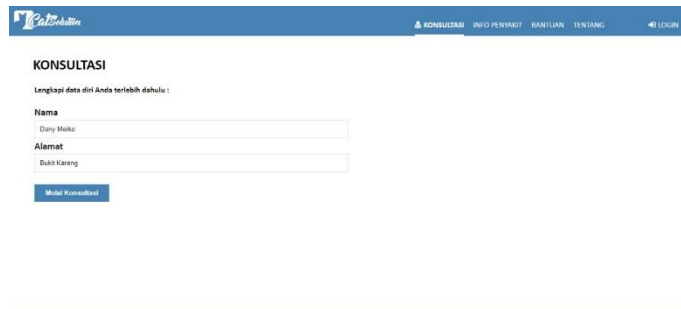 CatSolution
KONSULTASI INFO PENYAKIT BANTUAN TENTANG LOGIN
KONSULTASI
Lengkapi data diri Anda terlebih dahulu :
Nama
Dany Meiko
Alamat
Bukit Karang
Mulai Konsultasi